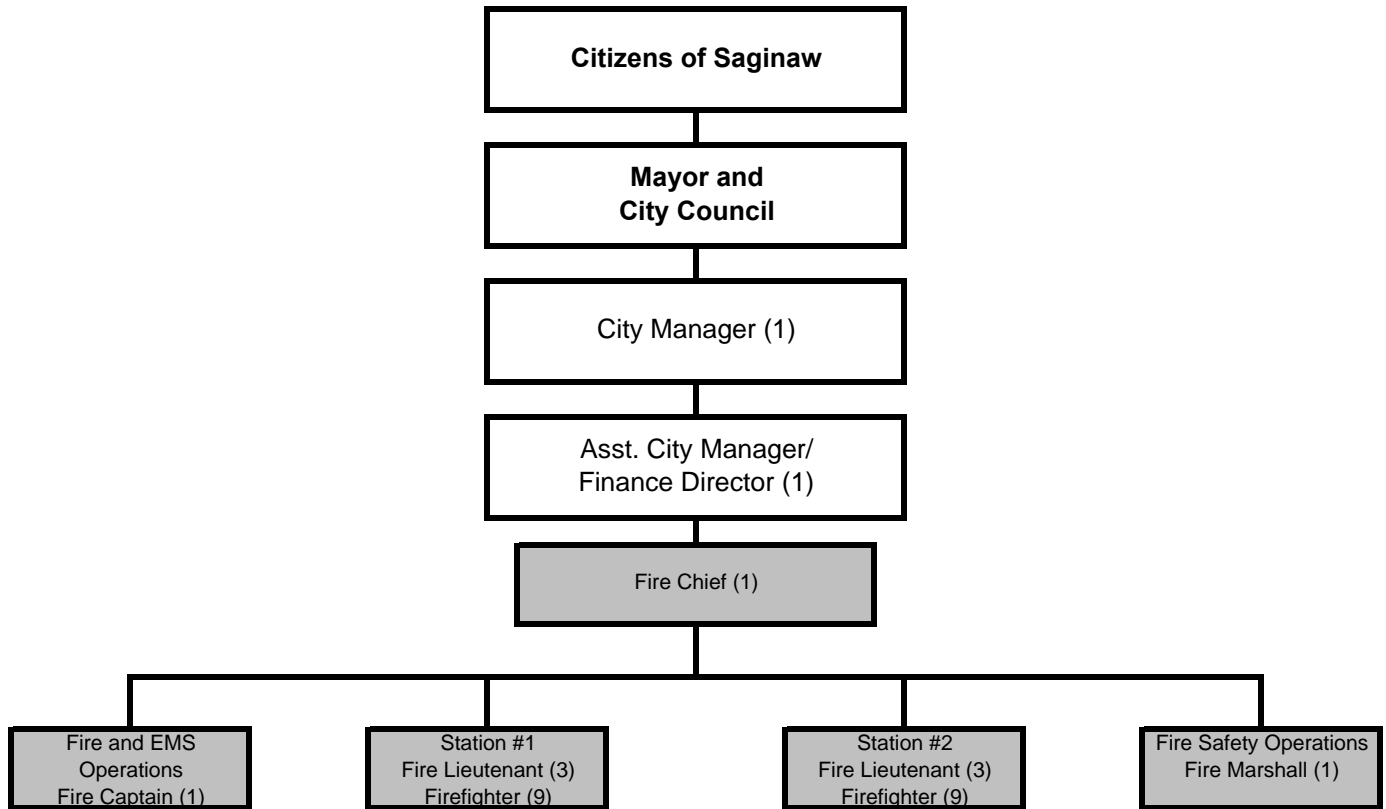 Citizens of Saginaw
Mayor and
City Council
City Manager (1)
Asst. City Manager/
Finance Director (1)
Fire Chief (1)
Fire and EMS
Operations
Fire Captain (1)
Station #1
Fire Lieutenant (3)
Firefighter (9)
Station #2
Fire Lieutenant (3)
Firefighter (9)
Fire Safety Operations
Fire Marshall (1)